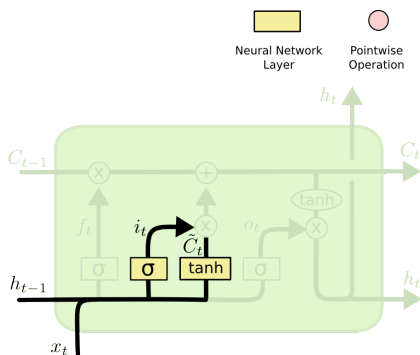 Neural Network
Layer
Pointwise
Operation
h_t
C_{t-1}
C_t
x
+
tanh
f_t
i_t
x
o_t
x
C̃_t
σ
σ
tanh
σ
h_{t-1}
h_t
x_t